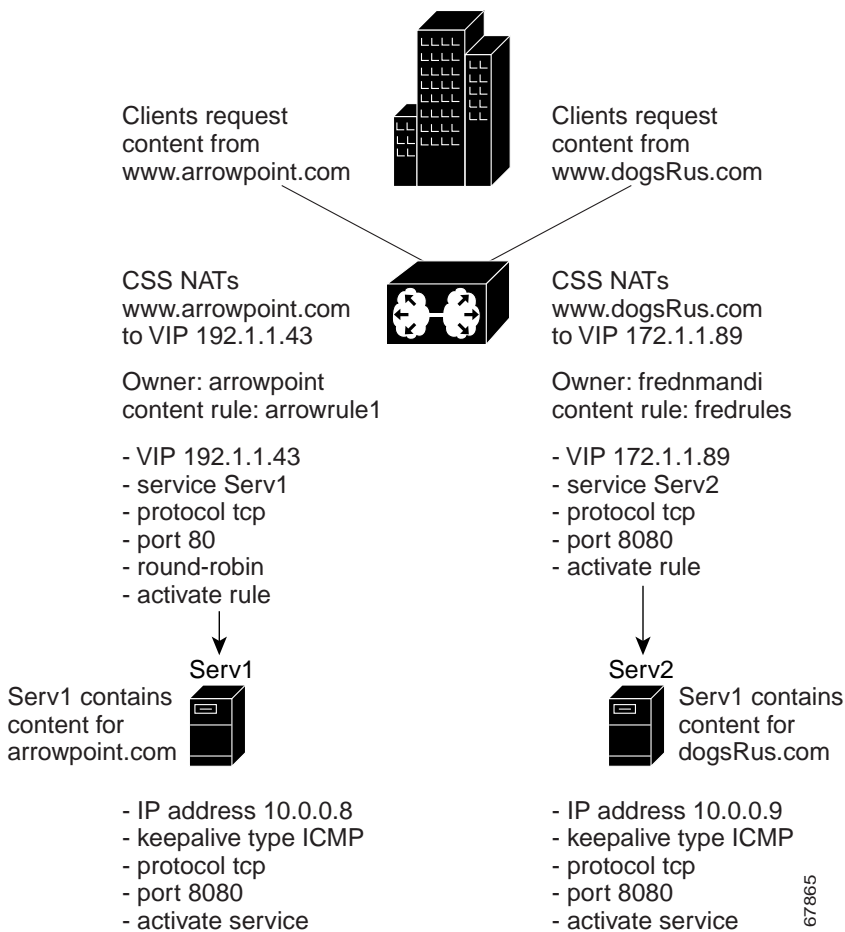 Clients request
content from
www.arrowpoint.com
Clients request
content from
www.dogsRus.com
CSS NATs
www.arrowpoint.com
to VIP 192.1.1.43
CSS NATs
www.dogsRus.com
to VIP 172.1.1.89
Owner: arrowpoint
content rule: arrowrule1
Owner: frednmandi
content rule: fredrules
- VIP 192.1.1.43
- service Serv1
- protocol tcp
- port 80
- round-robin
- activate rule
- VIP 172.1.1.89
- service Serv2
- protocol tcp
- port 8080
- activate rule
Serv1
Serv1 contains
content for
arrowpoint.com
Serv2
Serv1 contains
content for
dogsRus.com
- IP address 10.0.0.8
- keepalive type ICMP
- protocol tcp
- port 8080
- activate service
- IP address 10.0.0.9
- keepalive type ICMP
- protocol tcp
- port 8080
- activate service
67865